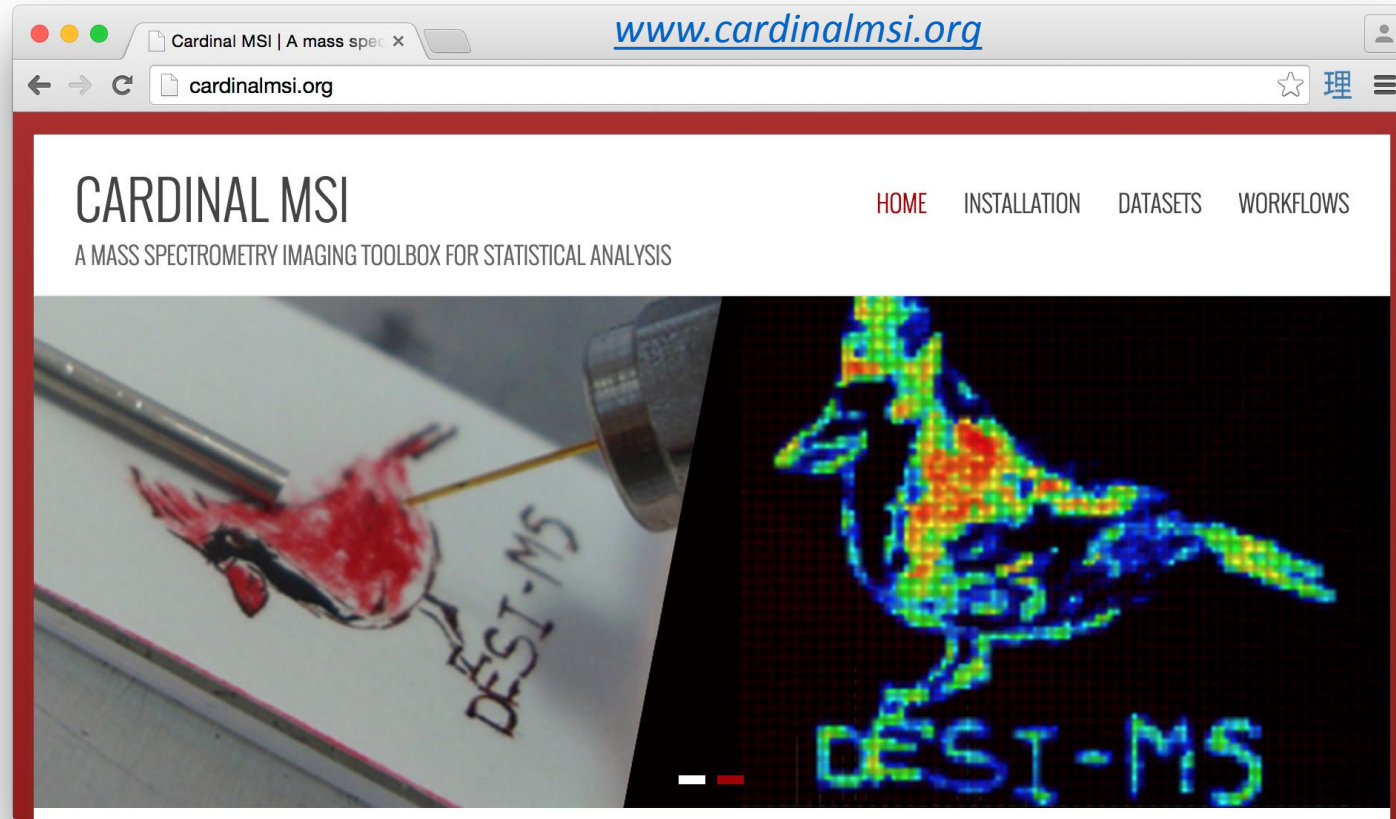 www.cardinalmsi.org
Cardinal MSI | A mass spec
cardinalmsi.org
理
CARDINAL MSI
HOME INSTALLATION DATASETS WORKFLOWS
A MASS SPECTROMETRY IMAGING TOOLBOX FOR STATISTICAL ANALYSIS
DESI-MS
DESI-MS